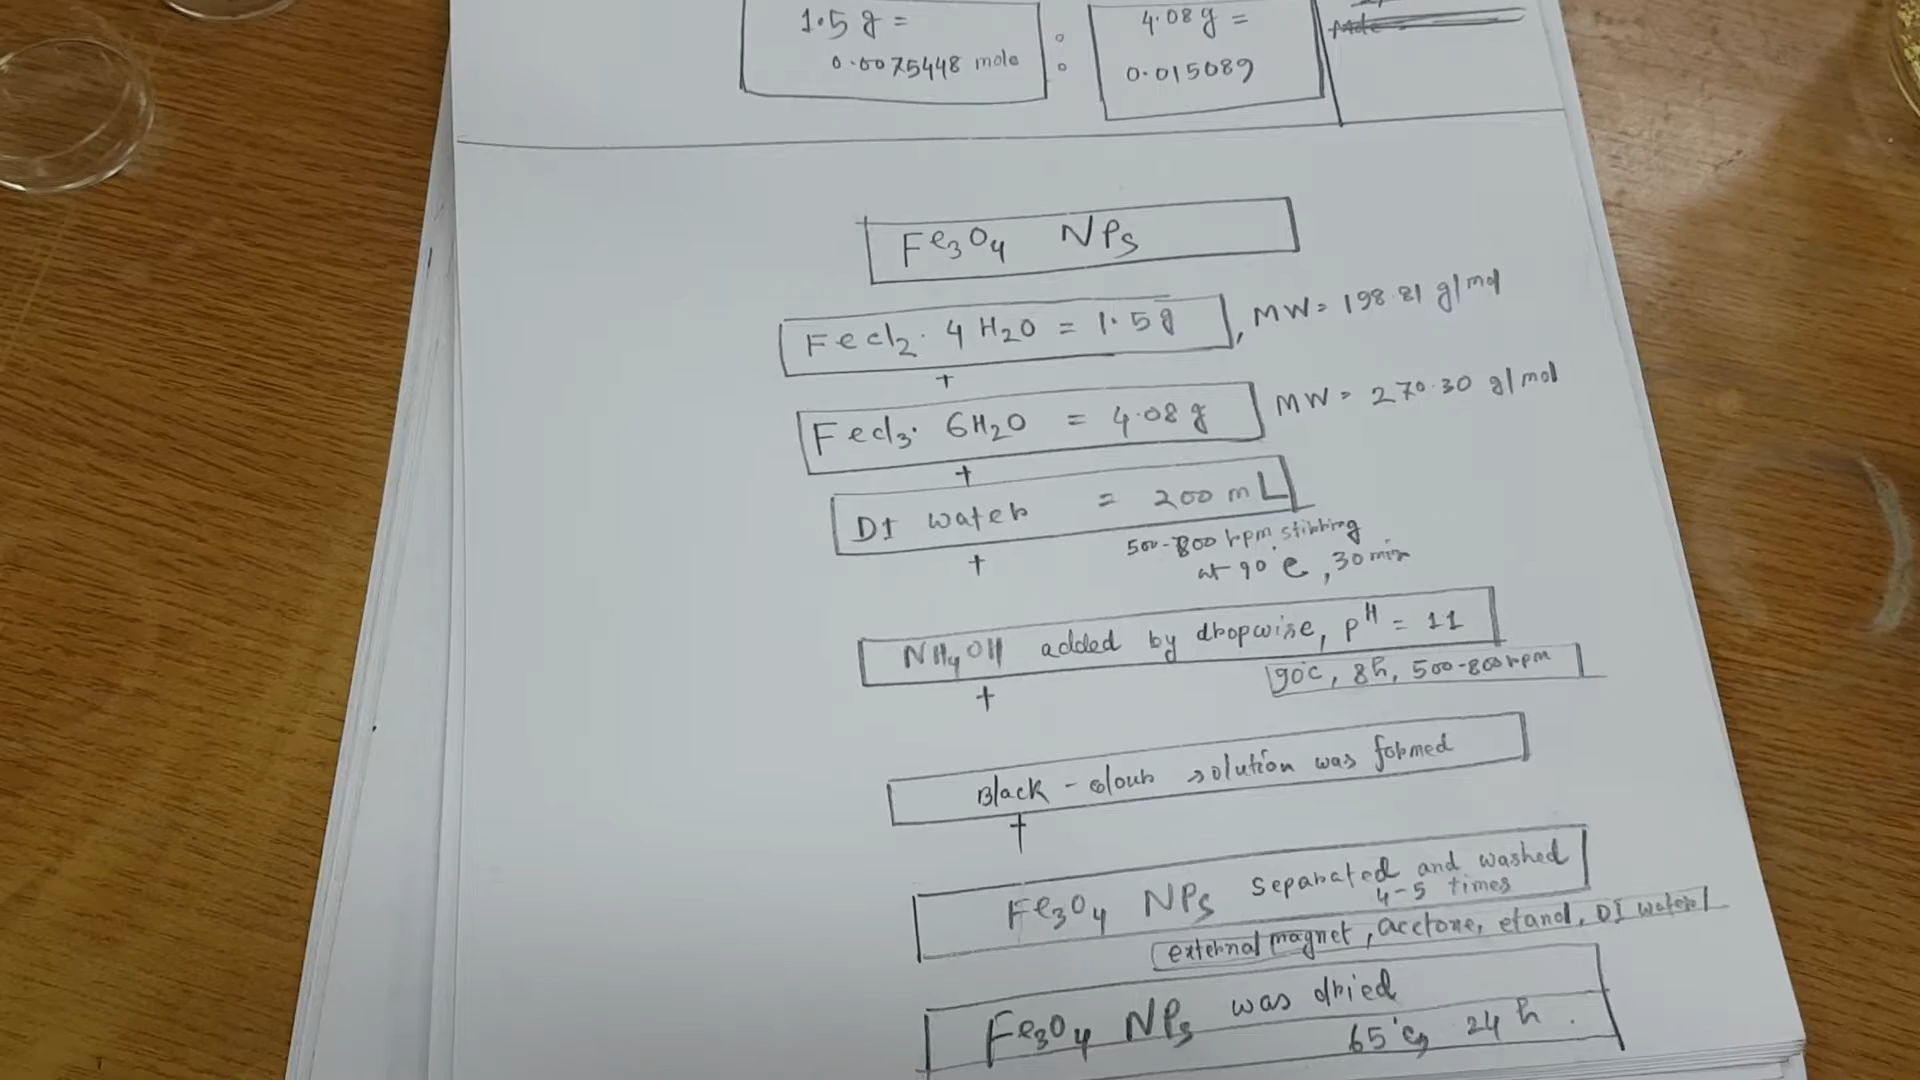 1.5 g =
0.0075448 mole
:
4.08 g =
0.015089
Fe3O4 NPs
Fecl2. 4 H2O = 1.5 g , MW = 198.81 g/mol
+
Fecl3. 6H2O = 4.08 g MW = 270.30 g/mol
+
DI water = 200 mL
500-800 rpm stirring
at 90°c, 30 min
+
NH4OH added by dropwise, pH = 11
90°c, 8h, 500-800 rpm
+
Black - colour solution was formed
+
Fe3O4 NPs separated and washed
4-5 times
external magnet, acctone, etanol, DI water
Fe3O4 NPs was dried
65°c, 24 h.